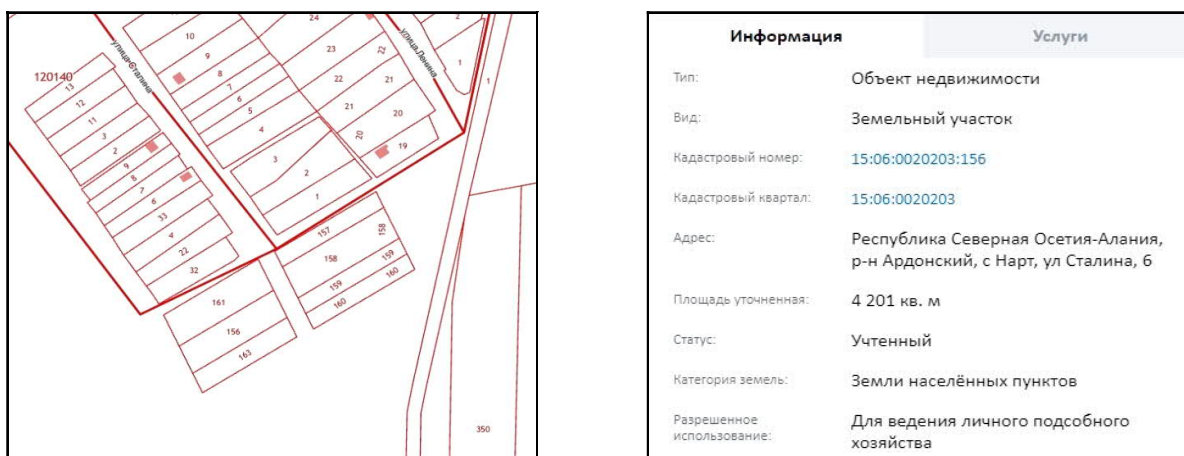 24
10
9
8
7
6
5
4
улица Сталина
улица Ленина
23
22
22
21
21
20
20
19
2
1
1
120140
13
12
11
3
2
9
8
7
6
33
4
22
32
3
2
1
157
158
158
159
159
160
160
161
156
163
350
Информация
Услуги
Тип:
Объект недвижимости
Вид:
Земельный участок
Кадастровый номер:
15:06:0020203:156
Кадастровый квартал:
15:06:0020203
Адрес:
Республика Северная Осетия-Алания,
р-н Ардонский, с Нарт, ул Сталина, 6
Площадь уточненная:
4 201 кв. м
Статус:
Учтенный
Категория земель:
Земли населённых пунктов
Разрешенное
использование:
Для ведения личного подсобного
хозяйства